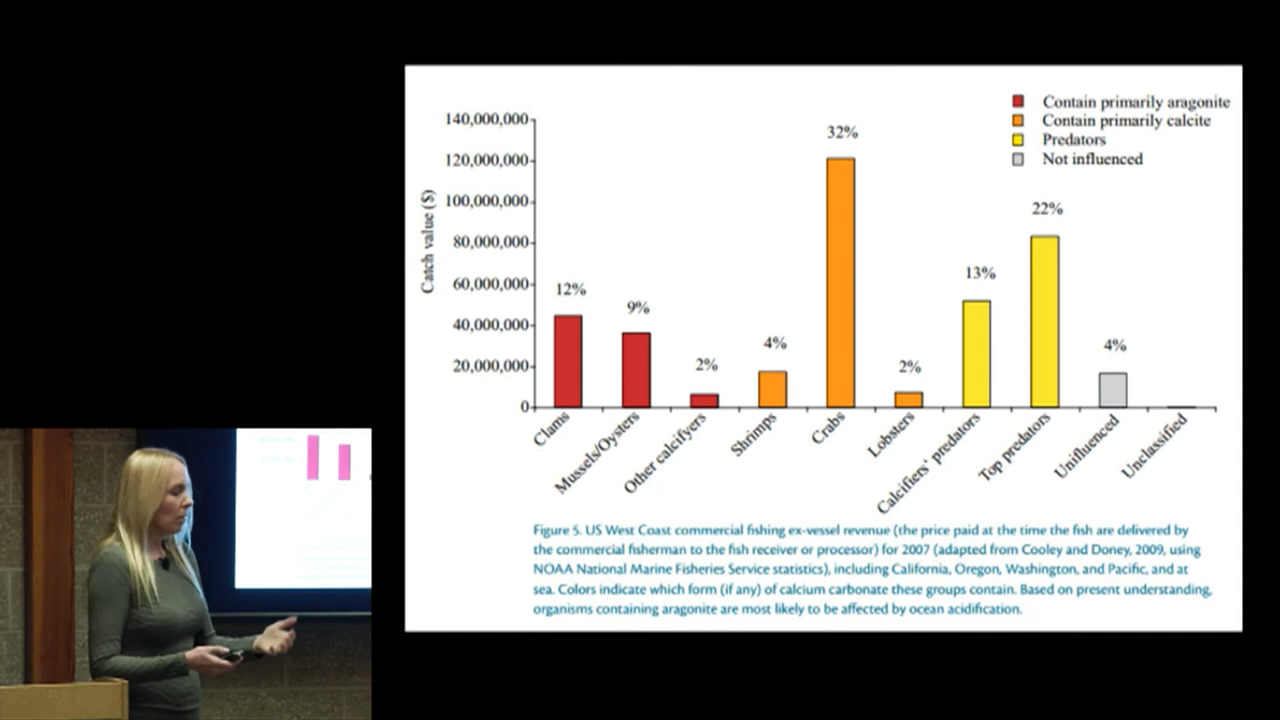 Contain primarily aragonite
Contain primarily calcite
Predators
Not influenced
Catch value ($)
140,000,000
120,000,000
100,000,000
80,000,000
60,000,000
40,000,000
20,000,000
0
12%
9%
2%
4%
32%
2%
13%
22%
4%
Clams
Mussels/Oysters
Other calcifyers
Shrimps
Crabs
Lobsters
Calcifiers' predators
Top predators
Uninfluenced
Unclassified
Figure 5. US West Coast commercial fishing ex-vessel revenue (the price paid at the time the fish are delivered by
the commercial fisherman to the fish receiver or processor) for 2007 (adapted from Cooley and Doney, 2009, using
NOAA National Marine Fisheries Service statistics), including California, Oregon, Washington, and Pacific, and at
sea. Colors indicate which form (if any) of calcium carbonate these groups contain. Based on present understanding,
organisms containing aragonite are most likely to be affected by ocean acidification.